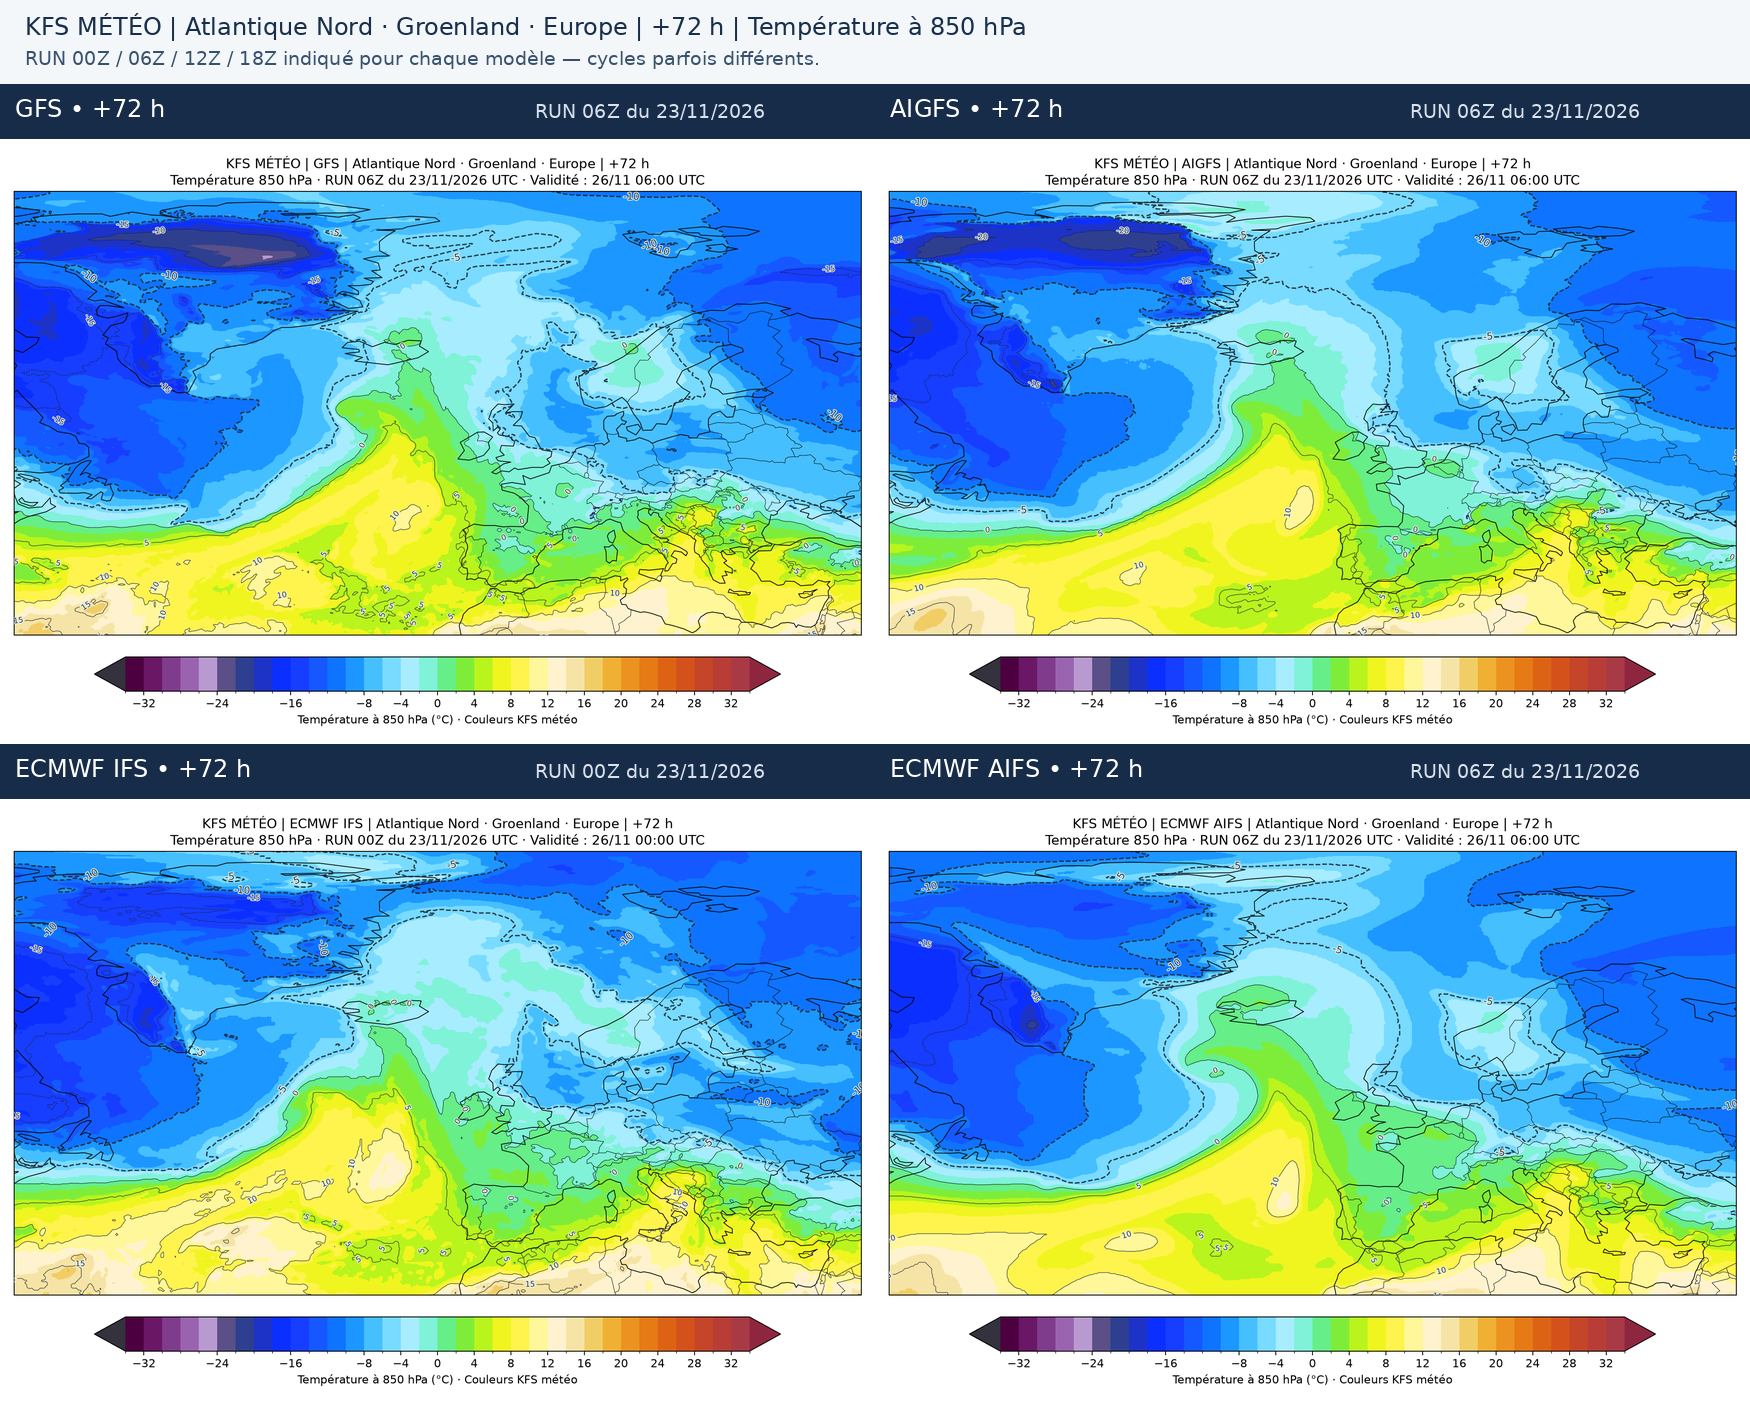 KFS MÉTÉO | Atlantique Nord · Groenland · Europe | +72 h | Température à 850 hPa
RUN 00Z / 06Z / 12Z / 18Z indiqué pour chaque modèle — cycles parfois différents.
GFS • +72 h
RUN 06Z du 23/11/2026
KFS MÉTÉO | GFS | Atlantique Nord · Groenland · Europe | +72 h
Température 850 hPa · RUN 06Z du 23/11/2026 UTC · Validité : 26/11 06:00 UTC
−32 −24 −16 −8 −4 0 4 8 12 16 20 24 28 32
Température à 850 hPa (°C) · Couleurs KFS météo
AIGFS • +72 h
RUN 06Z du 23/11/2026
KFS MÉTÉO | AIGFS | Atlantique Nord · Groenland · Europe | +72 h
Température 850 hPa · RUN 06Z du 23/11/2026 UTC · Validité : 26/11 06:00 UTC
−32 −24 −16 −8 −4 0 4 8 12 16 20 24 28 32
Température à 850 hPa (°C) · Couleurs KFS météo
ECMWF IFS • +72 h
RUN 00Z du 23/11/2026
KFS MÉTÉO | ECMWF IFS | Atlantique Nord · Groenland · Europe | +72 h
Température 850 hPa · RUN 00Z du 23/11/2026 UTC · Validité : 26/11 00:00 UTC
−32 −24 −16 −8 −4 0 4 8 12 16 20 24 28 32
Température à 850 hPa (°C) · Couleurs KFS météo
ECMWF AIFS • +72 h
RUN 06Z du 23/11/2026
KFS MÉTÉO | ECMWF AIFS | Atlantique Nord · Groenland · Europe | +72 h
Température 850 hPa · RUN 06Z du 23/11/2026 UTC · Validité : 26/11 06:00 UTC
−32 −24 −16 −8 −4 0 4 8 12 16 20 24 28 32
Température à 850 hPa (°C) · Couleurs KFS météo